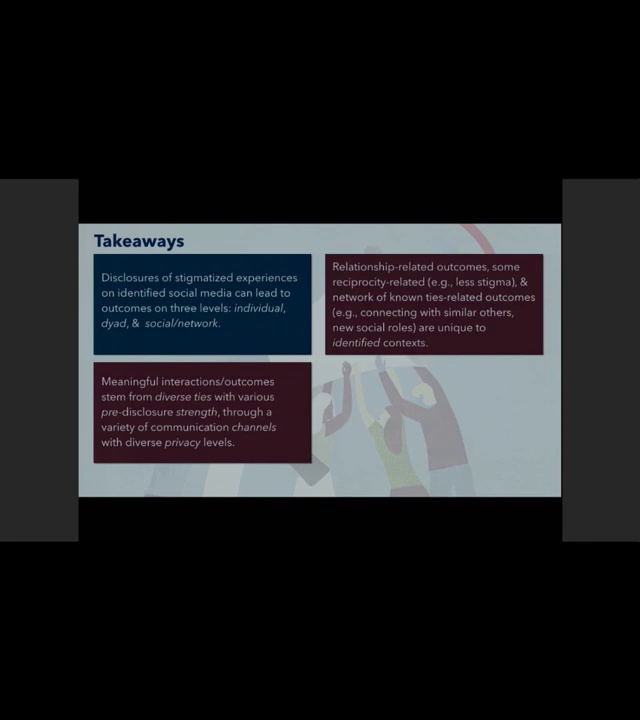 Takeaways
Disclosures of stigmatized experiences
on identified social media can lead to
outcomes on three levels: individual,
dyad, & social/network.
Relationship-related outcomes, some
reciprocity-related (e.g., less stigma), &
network of known ties-related outcomes
(e.g., connecting with similar others,
new social roles) are unique to
identified contexts.
Meaningful interactions/outcomes
stem from diverse ties with various
pre-disclosure strength, through a
variety of communication channels
with diverse privacy levels.